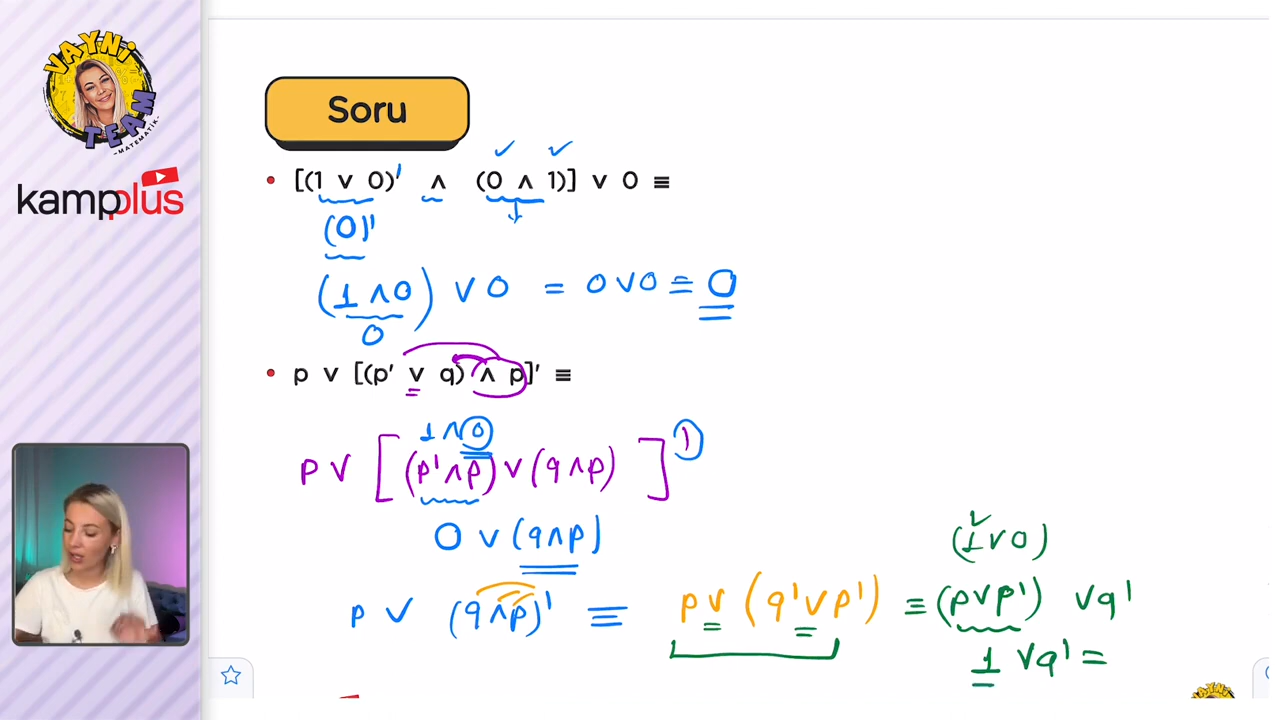 VAYNi
TEAM
-MATEMATİK-
kampplus
Soru
• [(1 ∨ 0)' ∧ (0 ∧ 1)] ∨ 0 ≡
(0)'
(1 ∧ 0) ∨ 0 = 0 ∨ 0 ≡ 0
0
• p ∨ [(p' ∨ q) ∧ p]' ≡
1 ∧ 0
p ∨ [(p' ∧ p) ∨ (q ∧ p)]'
0 ∨ (q ∧ p)
(1 ∨ 0)
p ∨ (q ∧ p)' ≡ p ∨ (q' ∨ p') ≡ (p ∨ p') ∨ q'
1 ∨ q' =